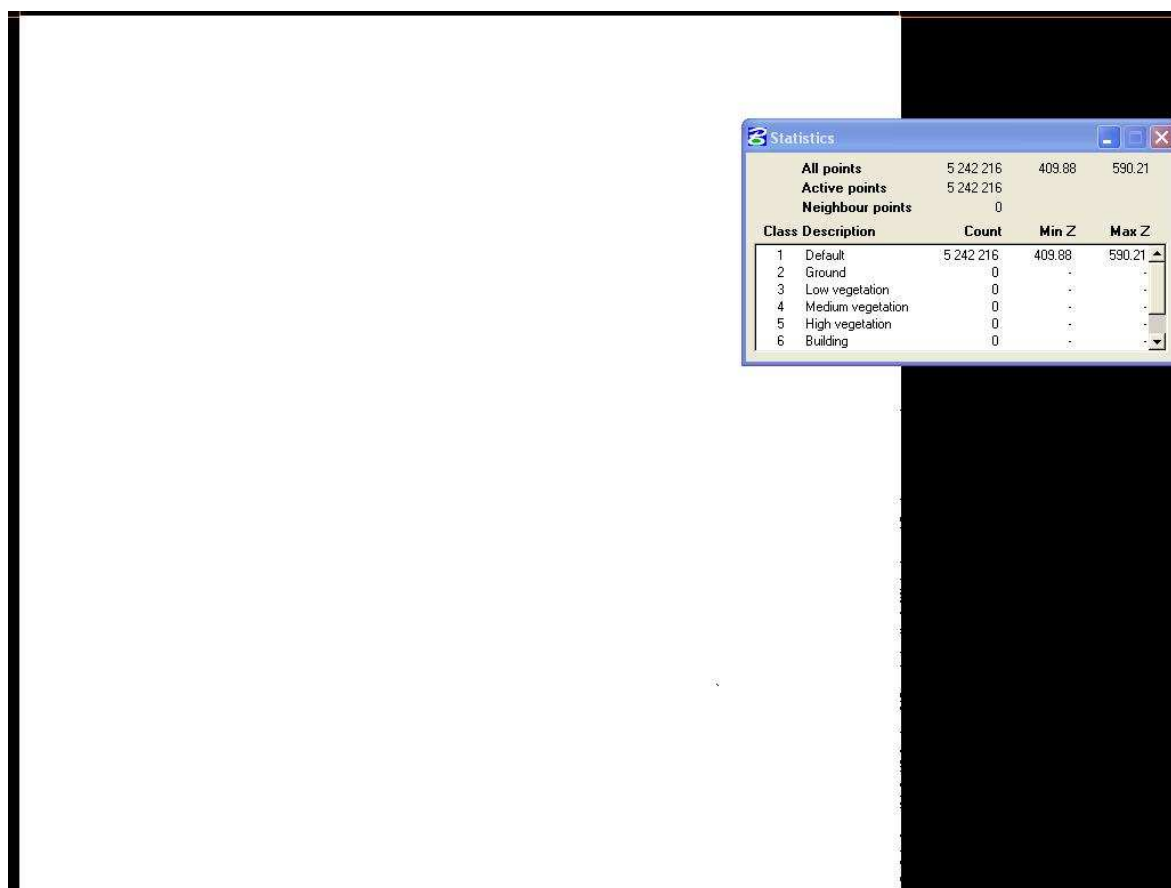 Statistics
All points 5 242 216 409.88 590.21
Active points 5 242 216
Neighbour points 0
Class Description Count Min Z Max Z
1 Default 5 242 216 409.88 590.21
2 Ground 0 - -
3 Low vegetation 0 - -
4 Medium vegetation 0 - -
5 High vegetation 0 - -
6 Building 0 - -